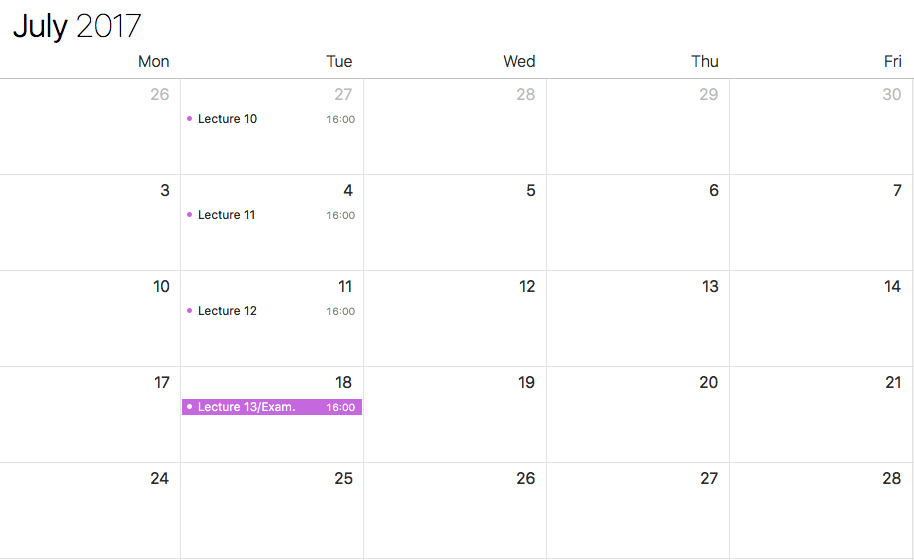 July 2017
Mon Tue Wed Thu Fri
26 27 28 29 30
Lecture 10 16:00
3 4 5 6 7
Lecture 11 16:00
10 11 12 13 14
Lecture 12 16:00
17 18 19 20 21
Lecture 13/Exam. 16:00
24 25 26 27 28